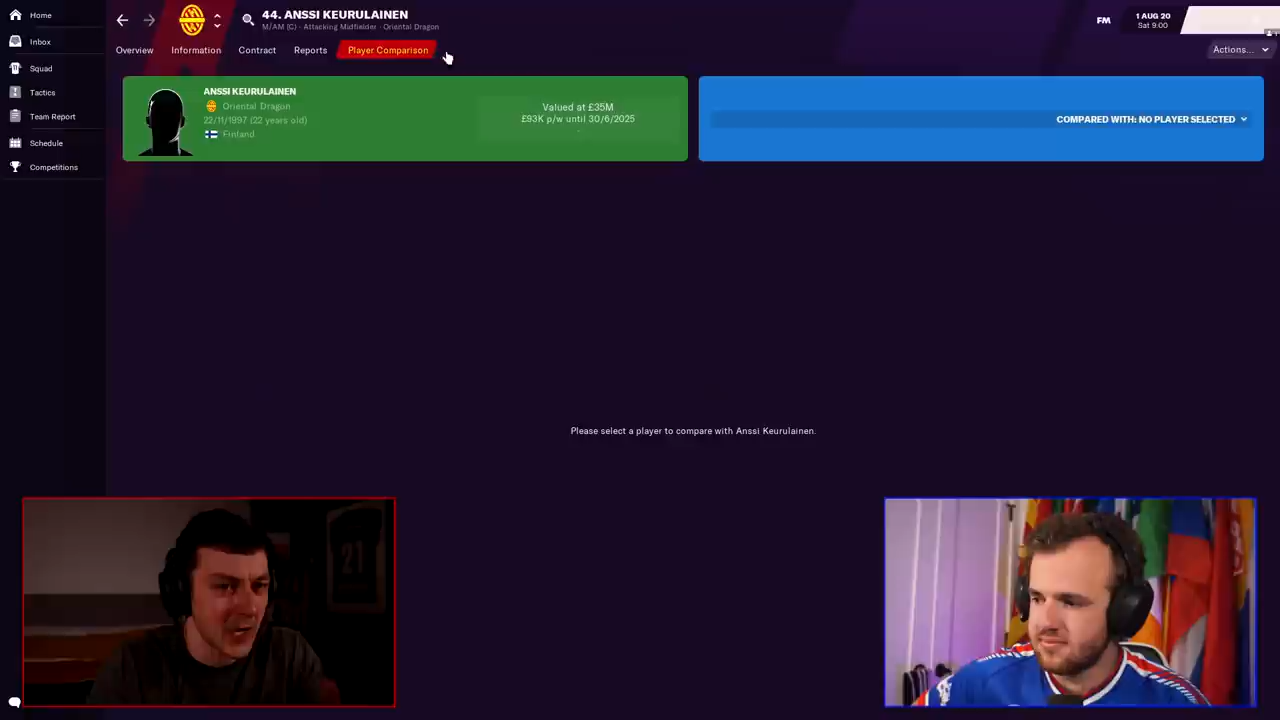 Home
44. ANSSI KEURULAINEN
M/AM (C) - Attacking Midfielder - Oriental Dragon
FM
1 AUG 20
Sat 9:00
Inbox
Overview
Information
Contract
Reports
Player Comparison
Actions...
Squad
Tactics
Team Report
Schedule
Competitions
ANSSI KEURULAINEN
Oriental Dragon
22/11/1997 (22 years old)
Finland
Valued at £35M
£93K p/w until 30/6/2025
-
COMPARED WITH: NO PLAYER SELECTED
Please select a player to compare with Anssi Keurulainen.
21